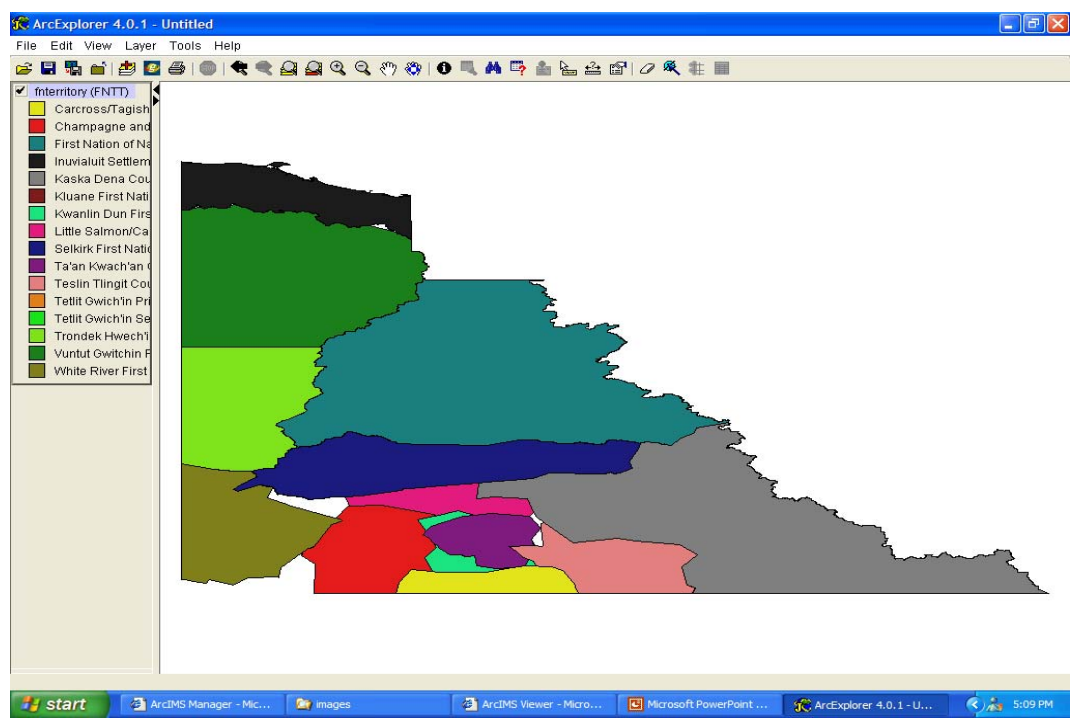 ArcExplorer 4.0.1 - Untitled
File Edit View Layer Tools Help
fnterritory (FNTT)
Carcross/Tagish
Champagne and
First Nation of Na
Inuvialuit Settlem
Kaska Dena Cou
Kluane First Nati
Kwanlin Dun Firs
Little Salmon/Ca
Selkirk First Natio
Ta'an Kwach'an C
Teslin Tlingit Cou
Tetlit Gwich'in Pri
Tetlit Gwich'in Se
Trondek Hwech'i
Vuntut Gwitchin F
White River First
start ArcIMS Manager - Mic... images ArcIMS Viewer - Micro... Microsoft PowerPoint ... ArcExplorer 4.0.1 - U... 5:09 PM